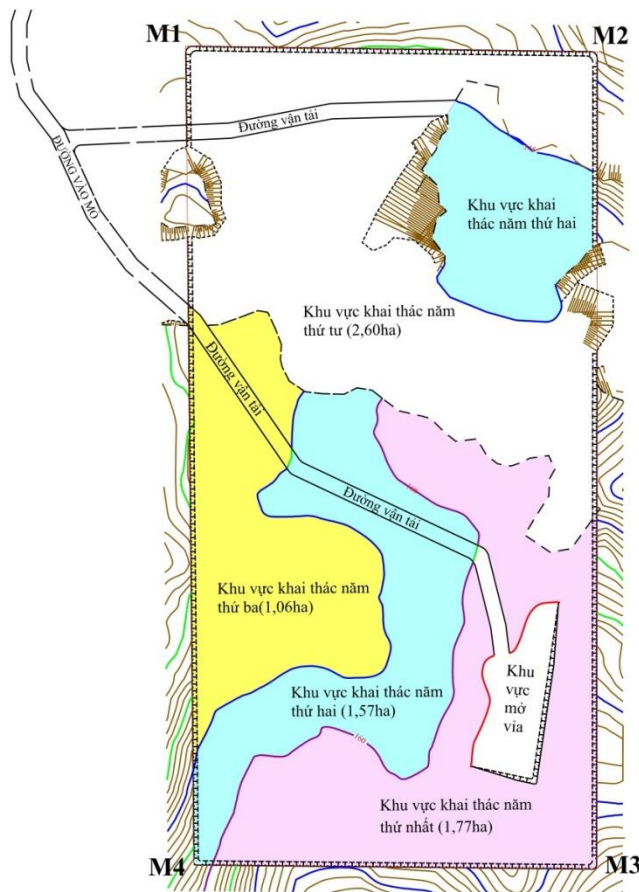 M1
M2
Đường vận tải
ĐƯỜNG VÀO MỎ
Khu vực khai
thác năm thứ hai
Khu vực khai thác năm
thứ tư (2,60ha)
Đường vận tải
Đường vận tải
Khu vực khai thác năm
thứ ba(1,06ha)
Khu
vực
mở
vỉa
Khu vực khai thác năm
thứ hai (1,57ha)
160
Khu vực khai thác năm
thứ nhất (1,77ha)
M4
M3